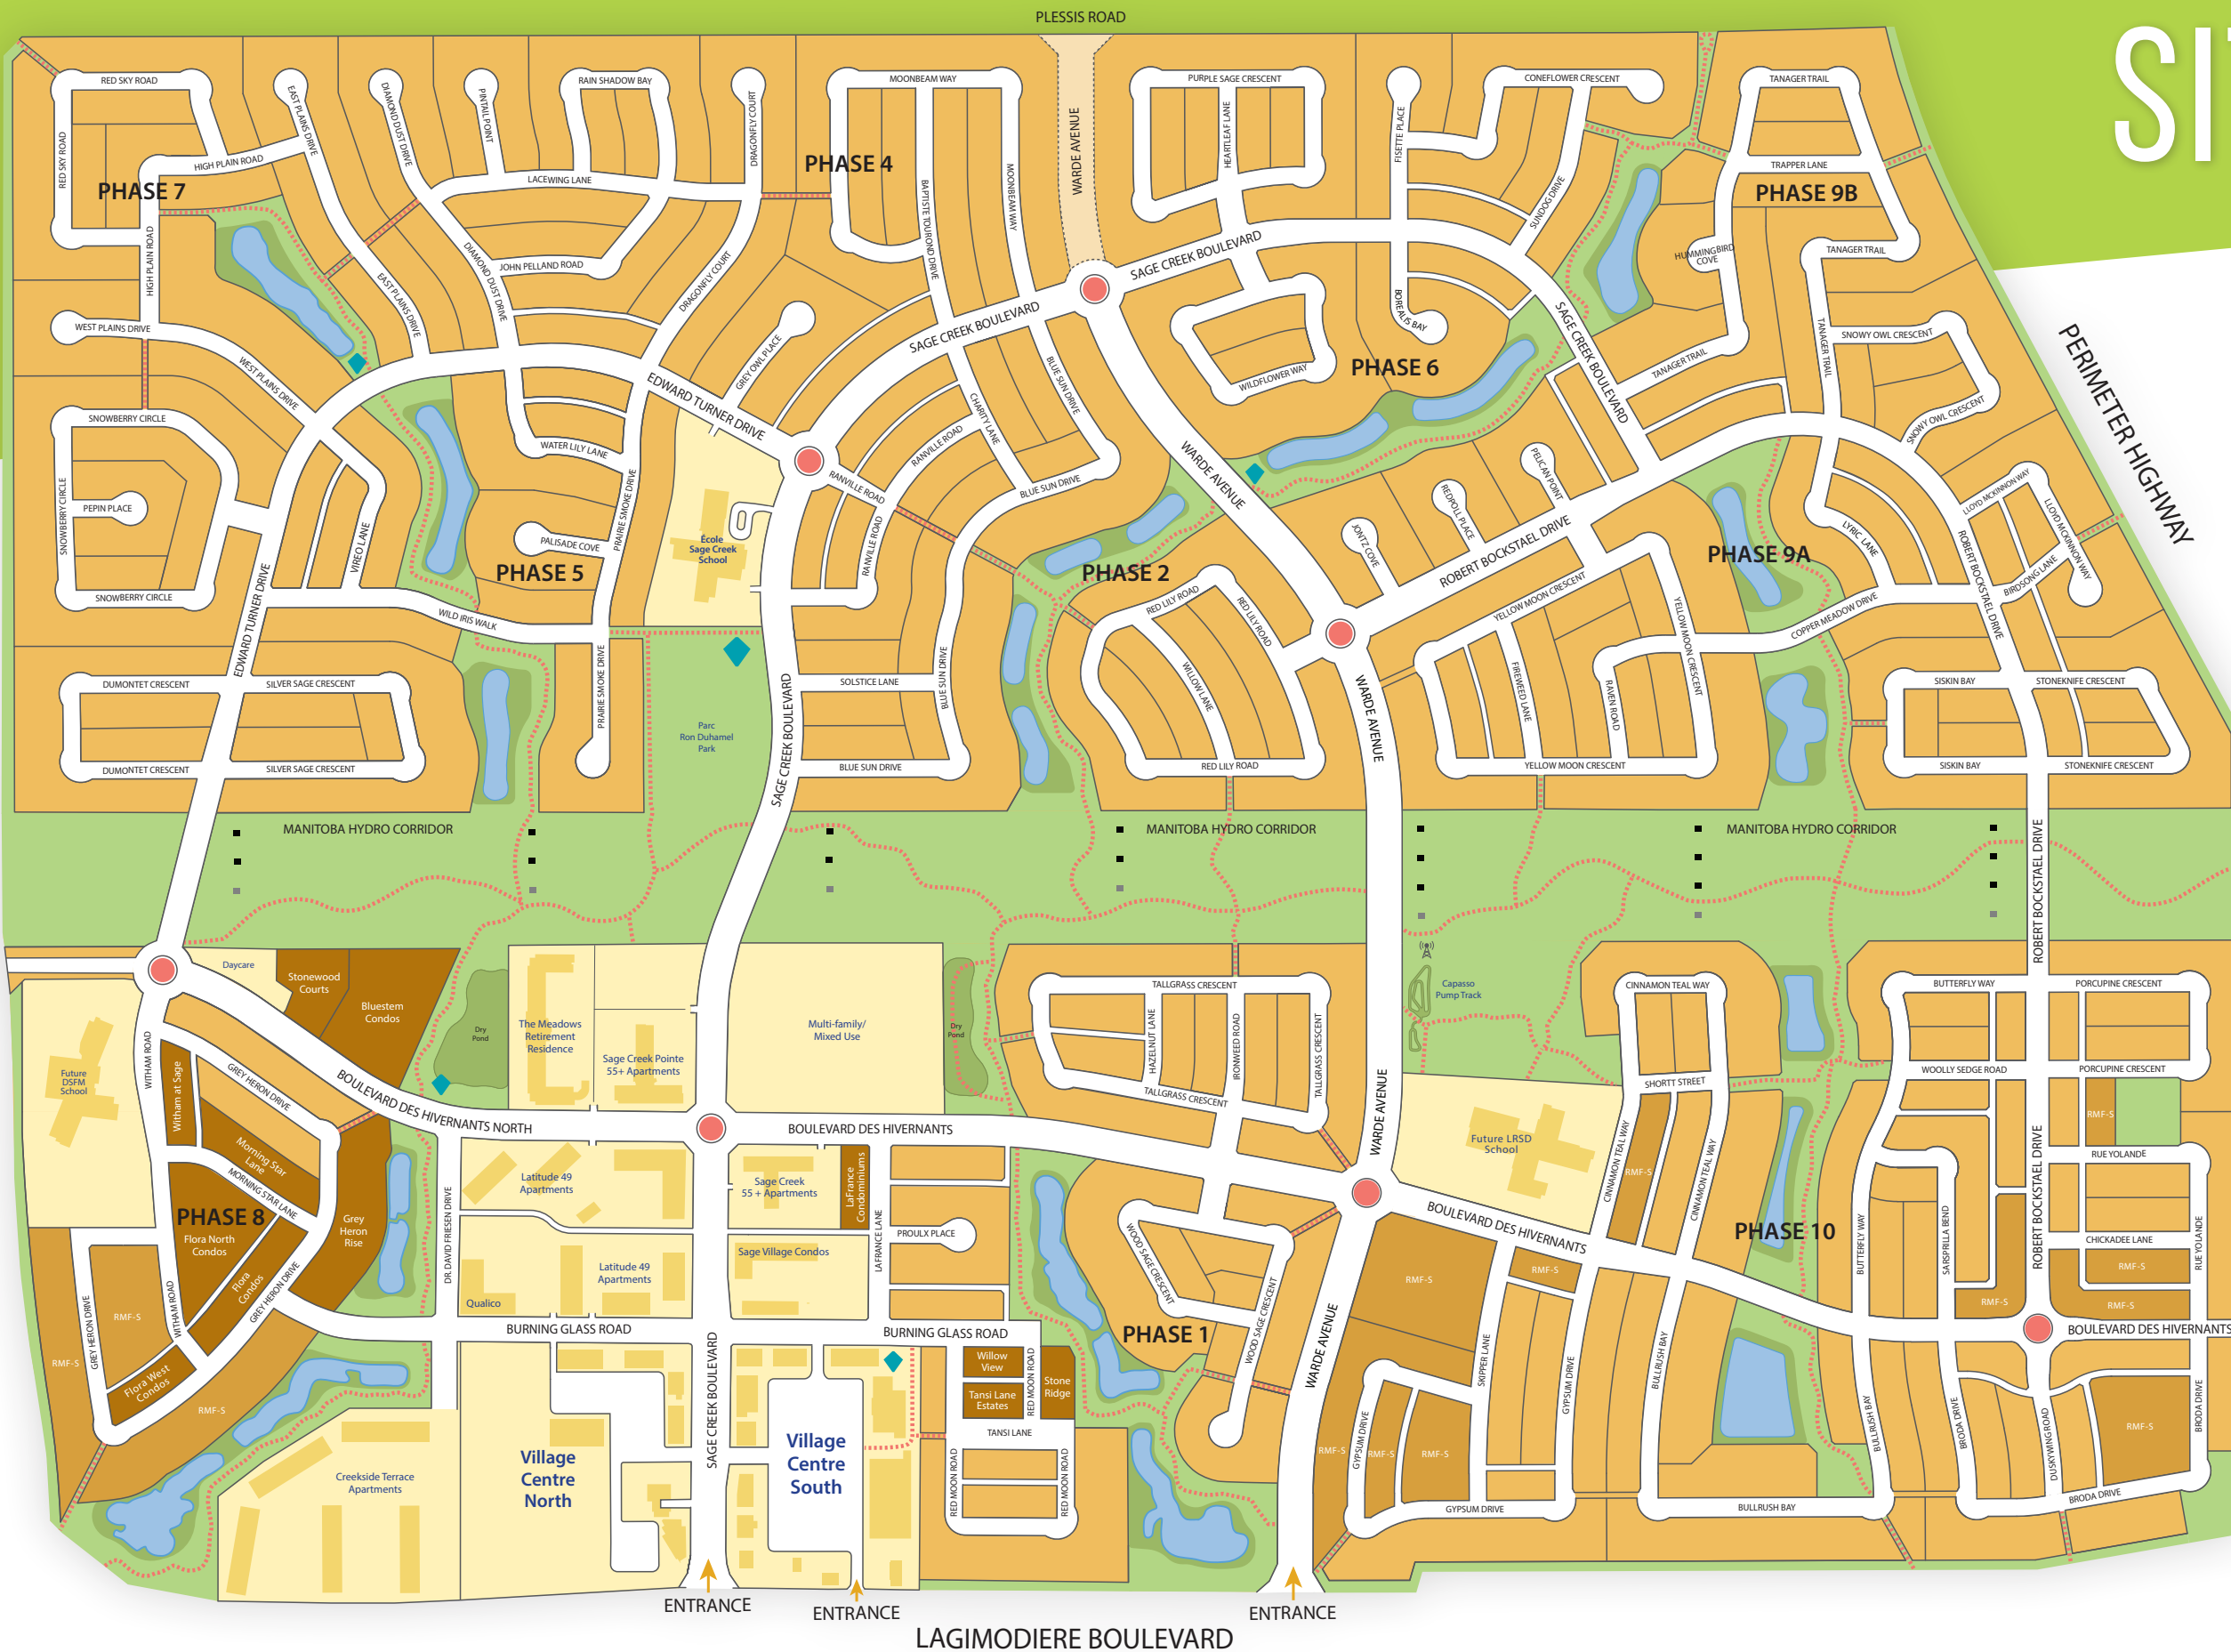 PLESSIS ROAD
SI
RED SKY ROAD
RED SKY ROAD
HIGH PLAIN ROAD
HIGH PLAIN ROAD
PHASE 7
EAST PLAINS DRIVE
EAST PLAINS DRIVE
DIAMOND DUST DRIVE
DIAMOND DUST DRIVE
PINTAIL POINT
RAIN SHADOW BAY
LACEWING LANE
JOHN PELLAND ROAD
DRAGONFLY COURT
DRAGONFLY COURT
PHASE 4
MOONBEAM WAY
MOONBEAM WAY
BAPTISTE TOUROND DRIVE
WARDE AVENUE
PURPLE SAGE CRESCENT
HEARTLEAF LANE
FISETTE PLACE
CONEFLOWER CRESCENT
SUNDOG DRIVE
TANAGER TRAIL
TRAPPER LANE
PHASE 9B
HUMMINGBIRD
COVE
TANAGER TRAIL
TANAGER TRAIL
TANAGER TRAIL
SNOWY OWL CRESCENT
SNOWY OWL CRESCENT
PERIMETER HIGHWAY
WEST PLAINS DRIVE
WEST PLAINS DRIVE
SNOWBERRY CIRCLE
SNOWBERRY CIRCLE
SNOWBERRY CIRCLE
PEPIN PLACE
VIREO LANE
EDWARD TURNER DRIVE
EDWARD TURNER DRIVE
GREY OWL PLACE
WATER LILY LANE
PRAIRIE SMOKE DRIVE
PRAIRIE SMOKE DRIVE
PALISADE COVE
PHASE 5
WILD IRIS WALK
École
Sage Creek
School
SAGE CREEK BOULEVARD
SAGE CREEK BOULEVARD
SAGE CREEK BOULEVARD
SAGE CREEK BOULEVARD
RANVILLE ROAD
RANVILLE ROAD
RANVILLE ROAD
CHARITY LANE
BLUE SUN DRIVE
BLUE SUN DRIVE
BLUE SUN DRIVE
BLUE SUN DRIVE
SOLSTICE LANE
PHASE 2
RED LILY ROAD
RED LILY ROAD
RED LILY ROAD
WILLOW LANE
WARDE AVENUE
WARDE AVENUE
BOREALIS BAY
WILDFLOWER WAY
PHASE 6
PELICAN POINT
REDPOLL PLACE
JONTZ COVE
ROBERT BOCKSTAEL DRIVE
ROBERT BOCKSTAEL DRIVE
YELLOW MOON CRESCENT
YELLOW MOON CRESCENT
YELLOW MOON CRESCENT
FIREWEED LANE
RAVEN ROAD
PHASE 9A
LYRIC LANE
COPPER MEADOW DRIVE
LLOYD MCKINNON WAY
LLOYD MCKINNON WAY
BIRDSONG LANE
SISKIN BAY
SISKIN BAY
STONEKNIFE CRESCENT
STONEKNIFE CRESCENT
DUMONTET CRESCENT
DUMONTET CRESCENT
SILVER SAGE CRESCENT
SILVER SAGE CRESCENT
Parc
Ron Duhamel
Park
MANITOBA HYDRO CORRIDOR
MANITOBA HYDRO CORRIDOR
MANITOBA HYDRO CORRIDOR
ROBERT BOCKSTAEL DRIVE
Daycare
Stonewood
Courts
Bluestem
Condos
Dry
Pond
The Meadows
Retirement
Residence
Sage Creek Pointe
55+ Apartments
Multi-family/
Mixed Use
Dry
Pond
TALLGRASS CRESCENT
TALLGRASS CRESCENT
TALLGRASS CRESCENT
HAZELNUT LANE
IRONWEED ROAD
WARDE AVENUE
Capasso
Pump Track
CINNAMON TEAL WAY
CINNAMON TEAL WAY
CINNAMON TEAL WAY
SHORTT STREET
RMF-S
Future LRSD
School
BUTTERFLY WAY
BUTTERFLY WAY
PORCUPINE CRESCENT
PORCUPINE CRESCENT
WOOLLY SEDGE ROAD
RMF-S
RUE YOLANDE
RUE YOLANDE
SARSPRILLA BEND
ROBERT BOCKSTAEL DRIVE
CHICKADEE LANE
RMF-S
RMF-S
RMF-S
PHASE 10
Future
DSFM
School
WITHAM ROAD
WITHAM ROAD
Witham at Sage
GREY HERON DRIVE
GREY HERON DRIVE
GREY HERON DRIVE
Morning Star
Lane
MORNING STAR LANE
PHASE 8
Flora North
Condos
Flora
Condos
Flora West
Condos
Grey
Heron
Rise
RMF-S
RMF-S
RMF-S
BOULEVARD DES HIVERNANTS NORTH
BOULEVARD DES HIVERNANTS
BOULEVARD DES HIVERNANTS
BOULEVARD DES HIVERNANTS
DR. DAVID FRIESEN DRIVE
Latitude 49
Apartments
Latitude 49
Apartments
Qualico
Sage Creek
55 + Apartments
LaFrance
Condominiums
LAFRANCE LANE
Sage Village Condos
PROULX PLACE
BURNING GLASS ROAD
BURNING GLASS ROAD
Willow
View
Tansi Lane
Estates
Stone
Ridge
RED MOON ROAD
RED MOON ROAD
RED MOON ROAD
TANSI LANE
PHASE 1
WOOD SAGE CRESCENT
WOOD SAGE CRESCENT
WARDE AVENUE
RMF-S
RMF-S
RMF-S
RMF-S
RMF-S
SKIPPER LANE
GYPSUM DRIVE
GYPSUM DRIVE
GYPSUM DRIVE
BULLRUSH BAY
BULLRUSH BAY
BULLRUSH BAY
BRODA DRIVE
BRODA DRIVE
BRODA DRIVE
DUSKYWING ROAD
RMF-S
Creekside Terrace
Apartments
Village
Centre
North
SAGE CREEK BOULEVARD
Village
Centre
South
ENTRANCE
ENTRANCE
ENTRANCE
LAGIMODIERE BOULEVARD